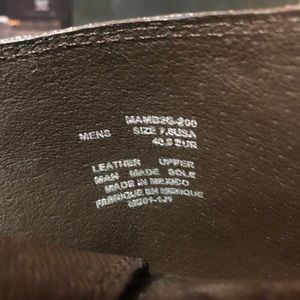 MENS SIZE 7.5USA
40.5 EUR
LEATHER UPPER
MAN MADE SOLE
MADE IN MEXICO
FABRIQUE EN MEXIQUE